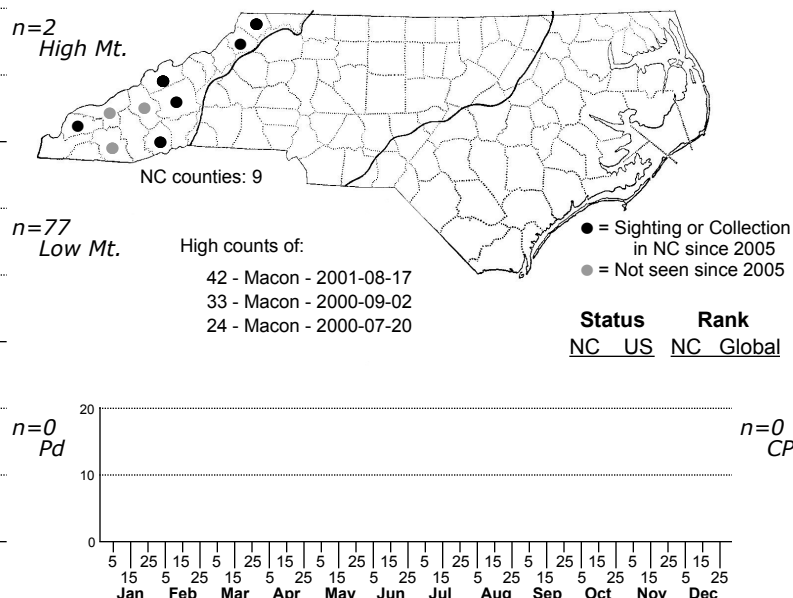 n=2
High Mt.
NC counties: 9
n=77
Low Mt.
High counts of:
42 - Macon - 2001-08-17
33 - Macon - 2000-09-02
24 - Macon - 2000-07-20
● = Sighting or Collection
in NC since 2005
● = Not seen since 2005
Status Rank
NC US NC Global
n=0
Pd
20
10
0
n=0
CP
5 25 15 5 25 15 5 25 15 5 25 15 5 25 15 5 25 15
15 5 25 15 5 25 15 5 25 15 5 25 15 5 25 15 5 25
Jan Feb Mar Apr May Jun Jul Aug Sep Oct Nov Dec